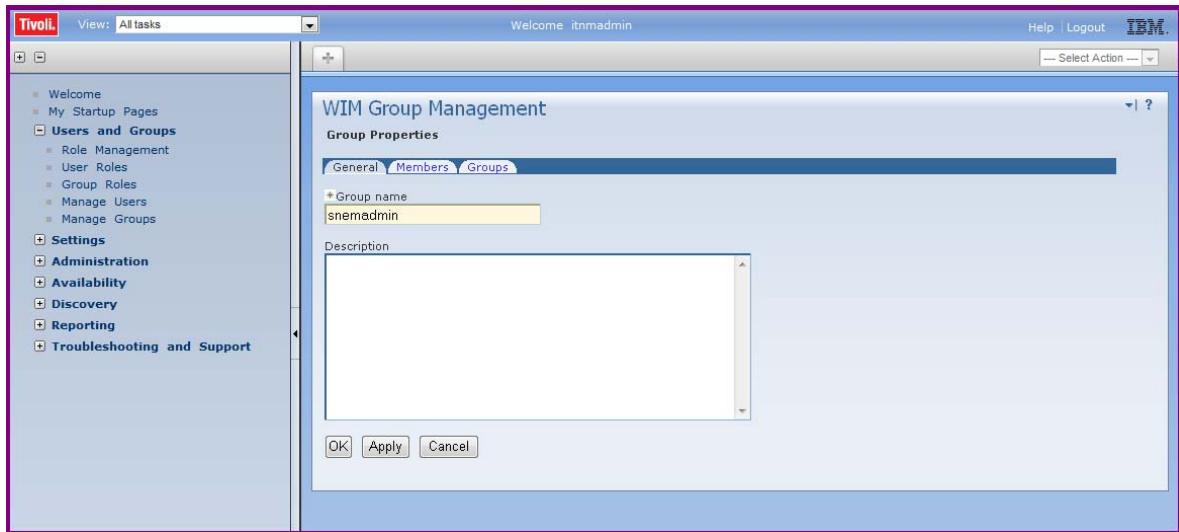 Tivoli. View: All tasks Welcome itnmadmin Help Logout IBM.
--- Select Action ---
Welcome
My Startup Pages
Users and Groups
Role Management
User Roles
Group Roles
Manage Users
Manage Groups
Settings
Administration
Availability
Discovery
Reporting
Troubleshooting and Support
WIM Group Management
?
Group Properties
General Members Groups
*Group name
snemadmin
Description
OK Apply Cancel